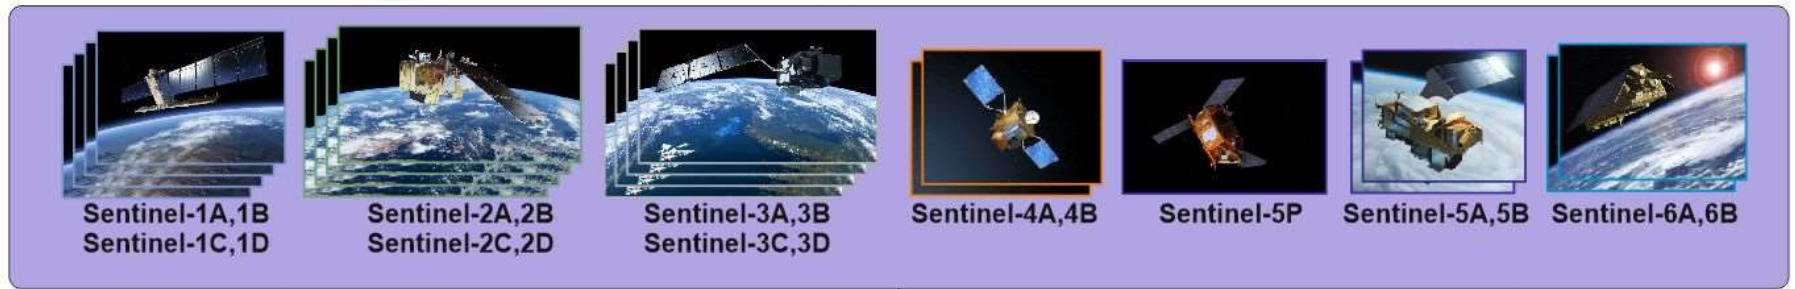 Sentinel-1A,1B
Sentinel-1C,1D
Sentinel-2A,2B
Sentinel-2C,2D
Sentinel-3A,3B
Sentinel-3C,3D
Sentinel-4A,4B
Sentinel-5P
Sentinel-5A,5B
Sentinel-6A,6B